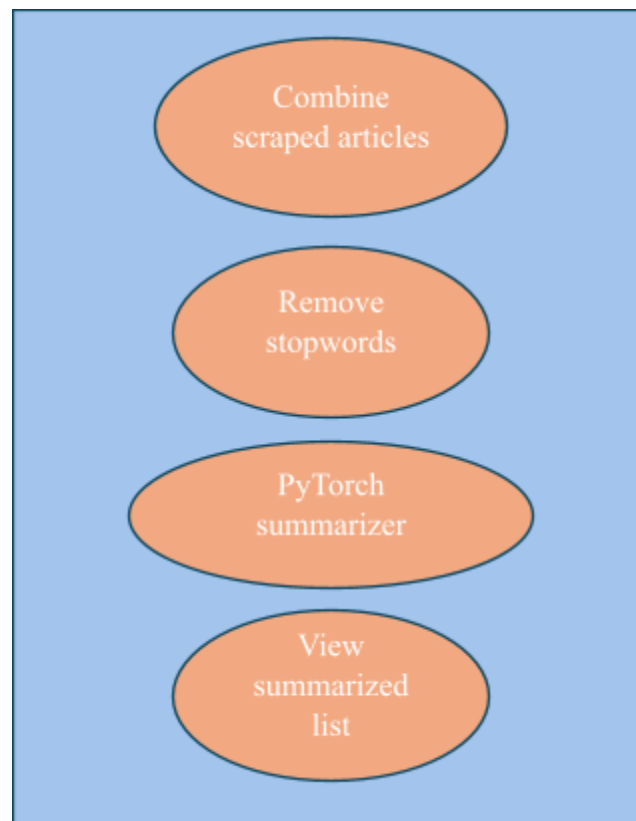 Combine
scraped articles
Remove
stopwords
PyTorch
summarizer
View
summarized
list